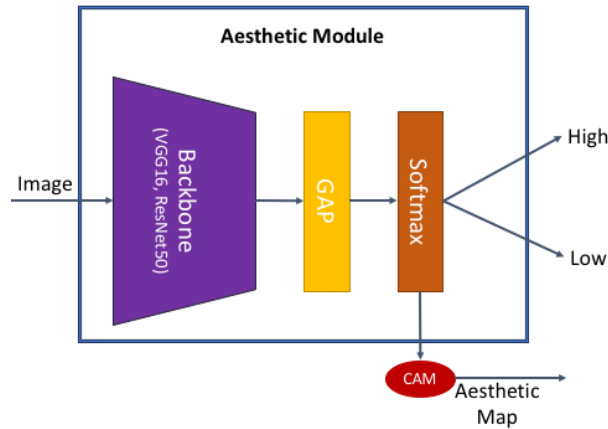 Aesthetic Module
Image
Backbone
(VGG16, ResNet50)
GAP
Softmax
High
Low
CAM
Aesthetic
Map